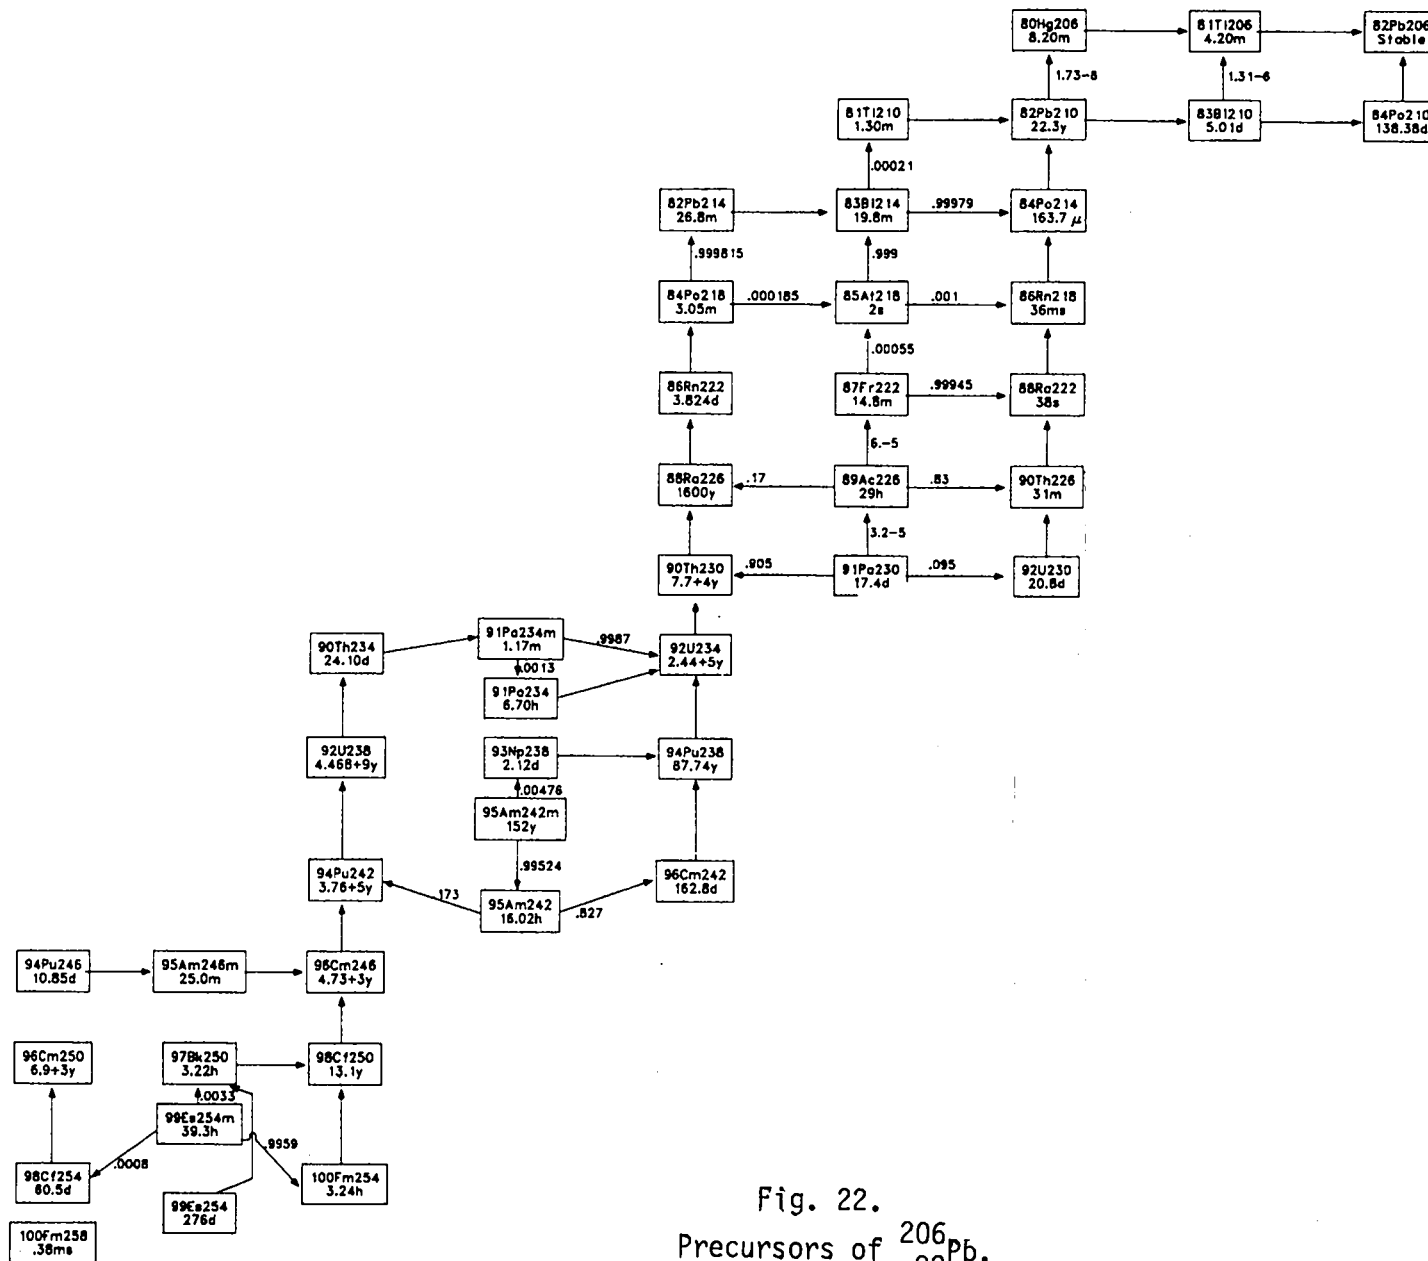 80Hg206
8.20m
81Tl206
4.20m
82Pb206
Stable
1.73-8
1.31-6
81Tl210
1.30m
82Pb210
22.3y
83Bi210
5.01d
84Po210
138.38d
.00021
82Pb214
26.8m
83Bi214
19.8m
.99979
84Po214
163.7 μ
.999815
.999
84Po218
3.05m
.000185
85At218
2s
.001
86Rn218
36ms
.00055
86Rn222
3.824d
87Fr222
14.8m
.99945
88Ra222
38s
6.-5
88Ra226
1600y
.17
89Ac226
29h
.83
90Th226
31m
3.2-5
90Th230
7.7+4y
.905
91Pa230
17.4d
.095
92U230
20.8d
90Th234
24.10d
91Pa234m
1.17m
.9987
92U234
2.44+5y
.0013
91Pa234
6.70h
92U238
4.468+9y
93Np238
2.12d
94Pu238
87.74y
.00476
95Am242m
152y
.99524
94Pu242
3.76+5y
.173
95Am242
16.02h
.827
96Cm242
162.8d
94Pu246
10.85d
95Am246m
25.0m
96Cm246
4.73+3y
96Cm250
6.9+3y
97Bk250
3.22h
98Cf250
13.1y
.0033
99Es254m
39.3h
.9959
.0008
98Cf254
60.5d
100Fm254
3.24h
99Es254
276d
100Fm258
.38ms
Fig. 22.
Precursors of 206Pb.